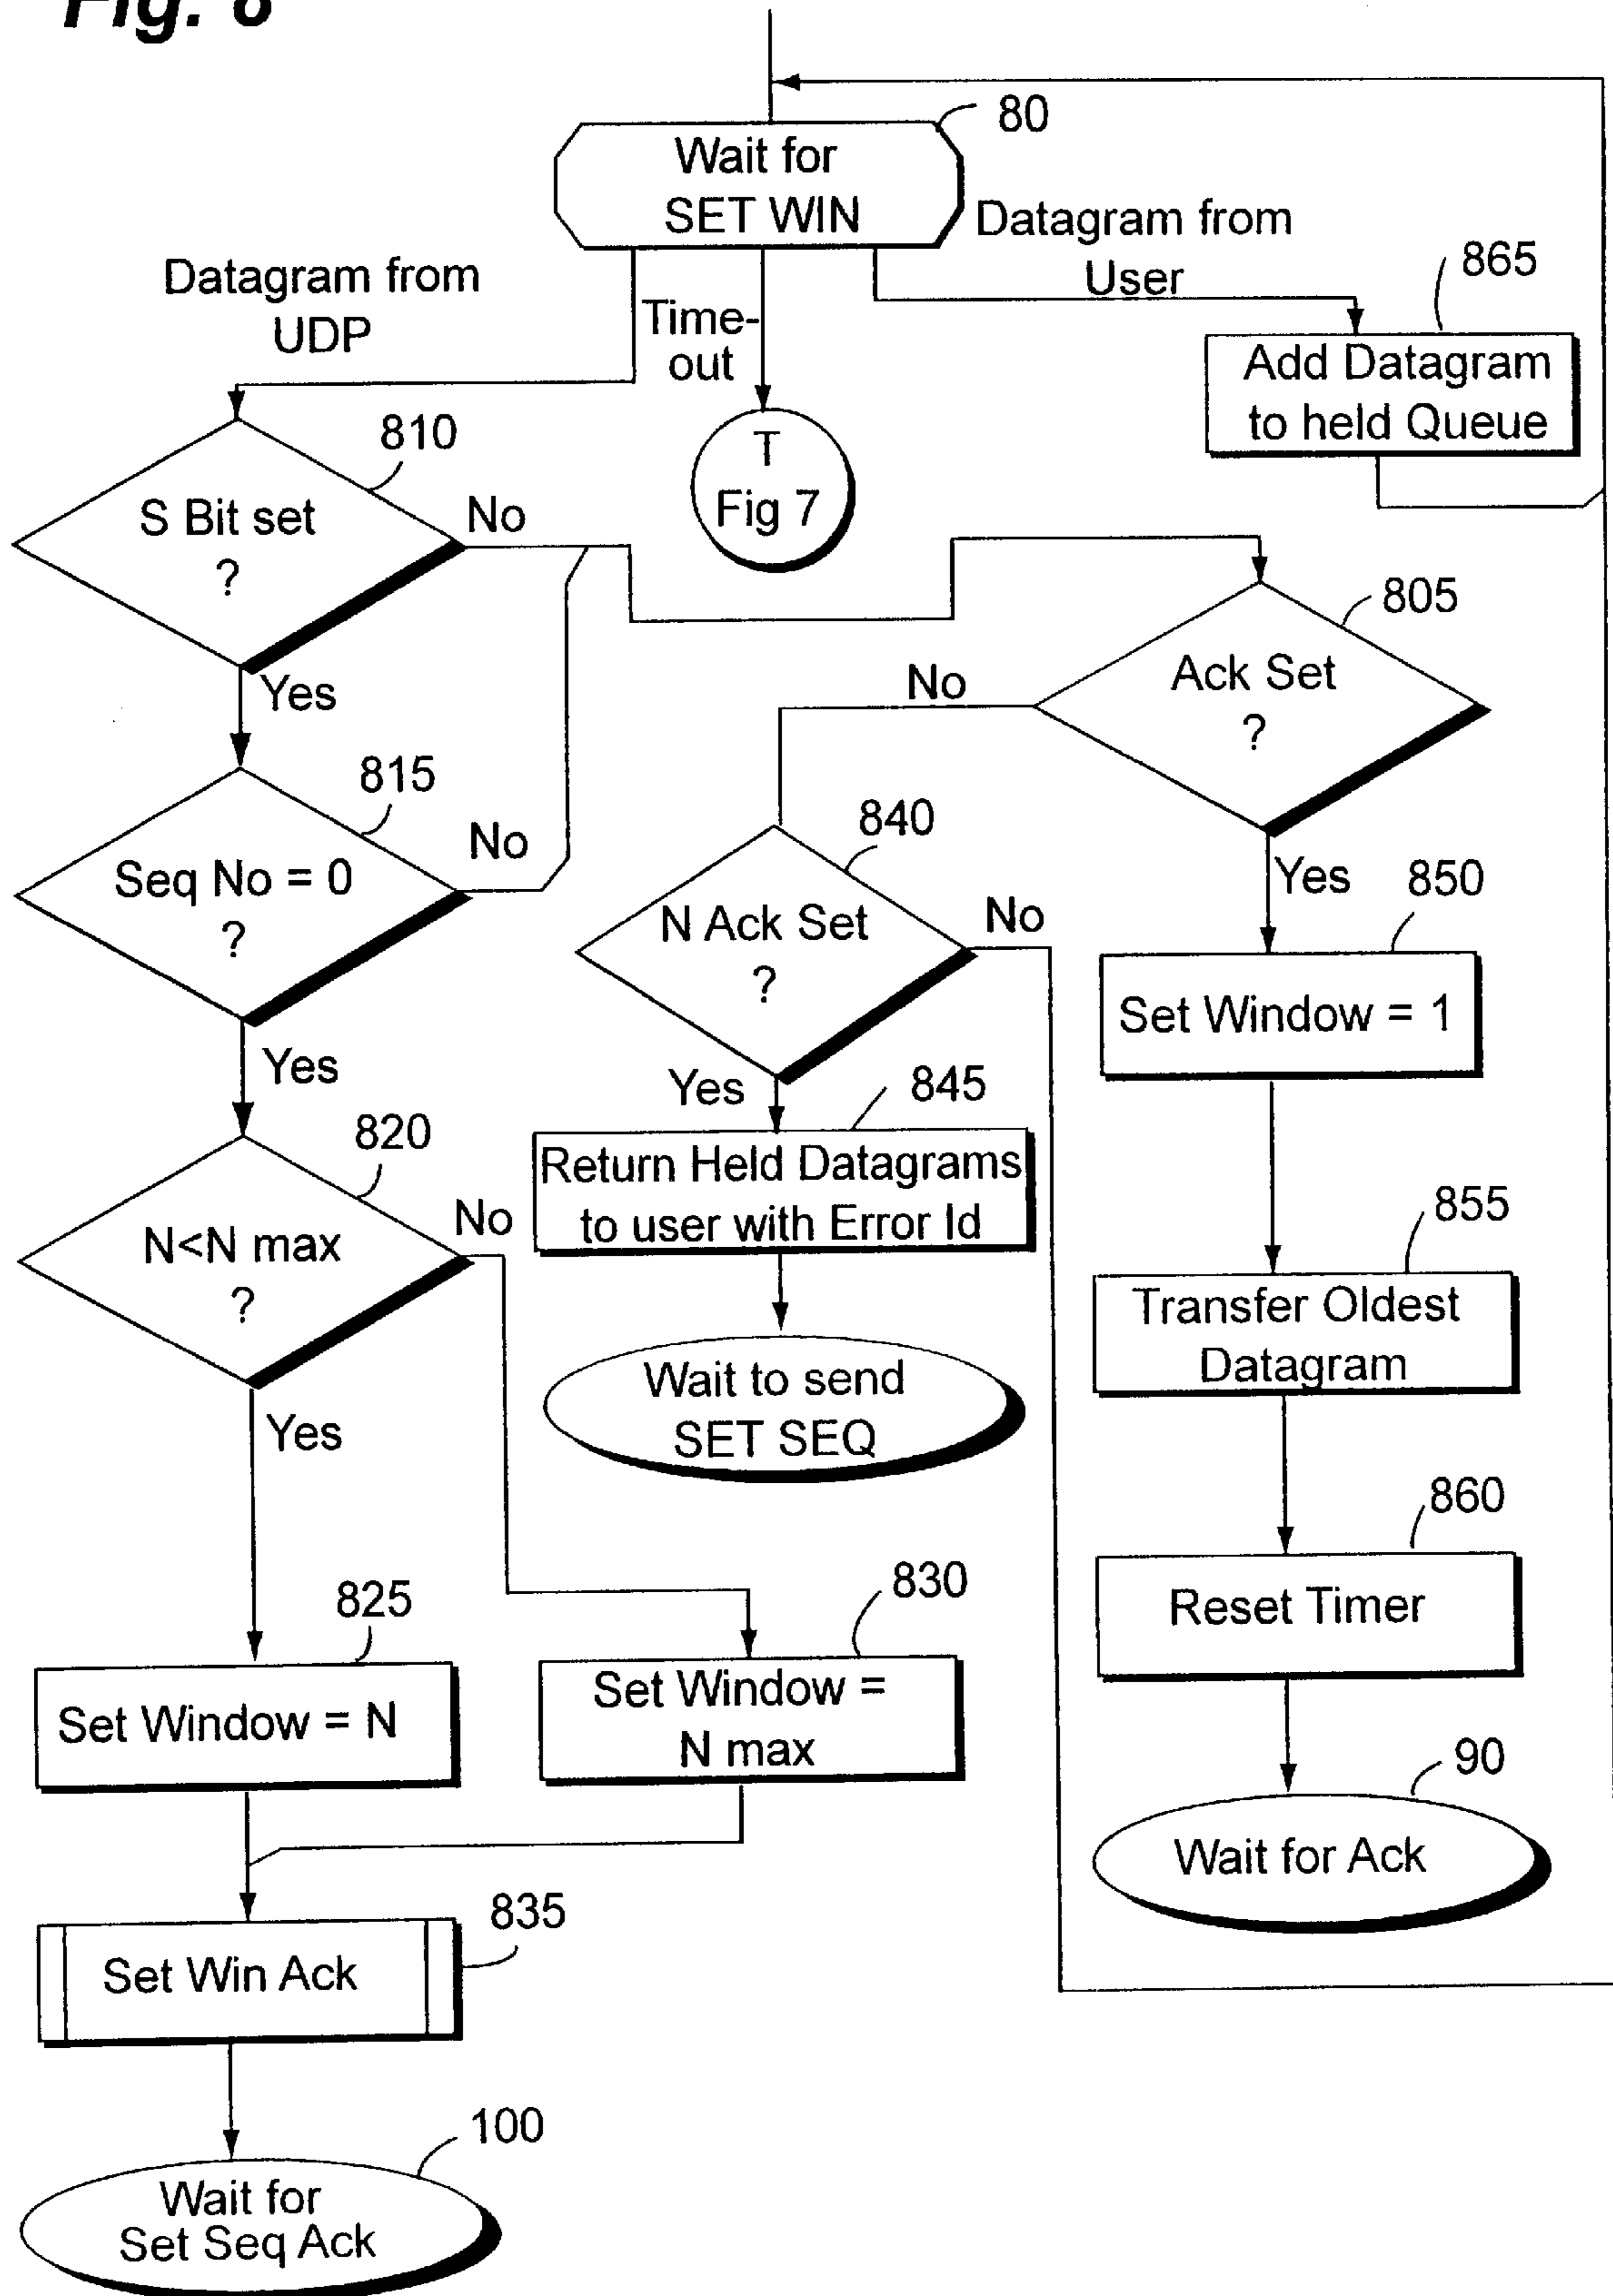 Fig. 8
80
Wait for
SET WIN
Datagram from
User
865
Datagram from
UDP
Time-
out
Add Datagram
to held Queue
T
Fig 7
810
S Bit set
?
No
Yes
805
Ack Set
?
No
Yes
815
Seq No = 0
?
No
Yes
840
N Ack Set
?
No
Yes
850
Set Window = 1
845
Return Held Datagrams
to user with Error Id
820
N<N max
?
No
Yes
855
Transfer Oldest
Datagram
Wait to send
SET SEQ
860
Reset Timer
825
Set Window = N
830
Set Window =
N max
90
Wait for Ack
835
Set Win Ack
100
Wait for
Set Seq Ack